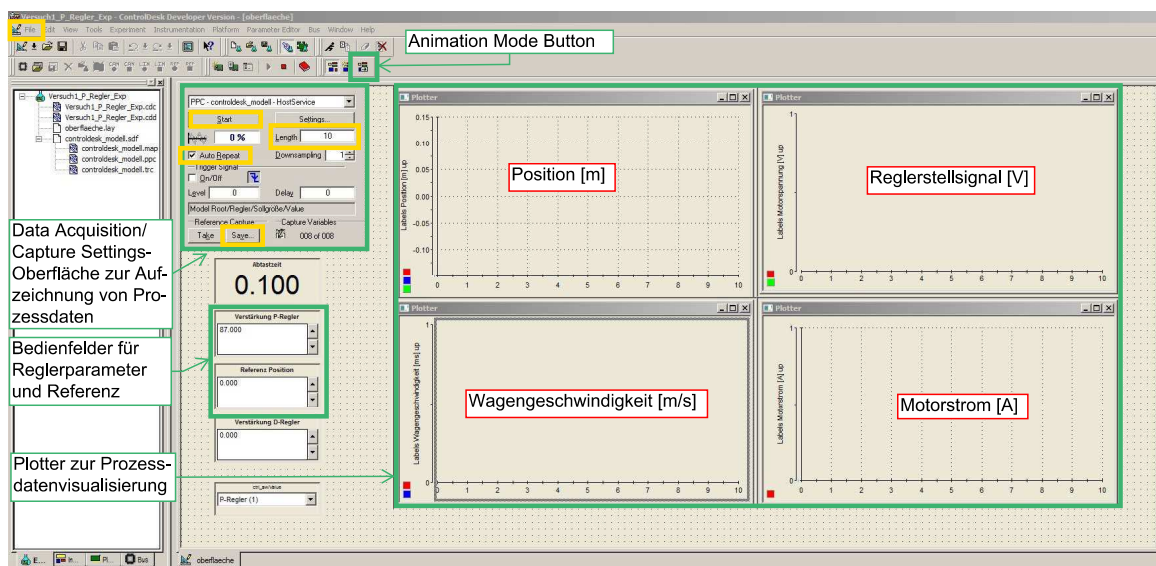 Versuch1_P_Regler_Exp - ControlDesk Developer Version - [oberflaeche]
File Edit View Tools Experiment Instrumentation Platform Parameter Editor Bus Window Help
Animation Mode Button
Versuch1_P_Regler_Exp
Versuch1_P_Regler_Exp.cdc
Versuch1_P_Regler_Exp.cdd
oberflaeche.lay
controldesk_modell.sdf
controldesk_modell.map
controldesk_modell.ppc
controldesk_modell.trc
PPC - controldesk_modell - HostService
Start Settings...
0 % Length 10
Auto Repeat Downsampling 1
Trigger Signal
On/Off
Level 0 Delay 0
Model Root/Regler/Sollgröße/Value
Reference Capture Capture Variables
Take Save... 008 of 008
Data Acquisition/
Capture Settings-
Oberfläche zur Auf-
zeichnung von Pro-
zessdaten
Abtastzeit
0.100
Bedienfelder für
Reglerparameter
und Referenz
Verstärkung P-Regler
87.000
Referenz Position
0.000
Verstärkung D-Regler
0.000
Plotter zur Prozess-
datenvisualisierung
P-Regler (1)
Plotter
Labels Position [m] up
0.15
0.10
0.05
0.00
-0.05
-0.10
0 1 2 3 4 5 6 7 8 9 10
Position [m]
Plotter
Labels Motorspannung [V] up
1
0
0 1 2 3 4 5 6 7 8 9 10
Reglerstellsignal [V]
Plotter
Labels Wagengeschwindigkeit [ms] up
1
0
0 1 2 3 4 5 6 7 8 9 10
Wagengeschwindigkeit [m/s]
Plotter
Labels Motorstrom [A] up
1
0
0 1 2 3 4 5 6 7 8 9 10
Motorstrom [A]
E... In... Pl... Bus
oberflaeche